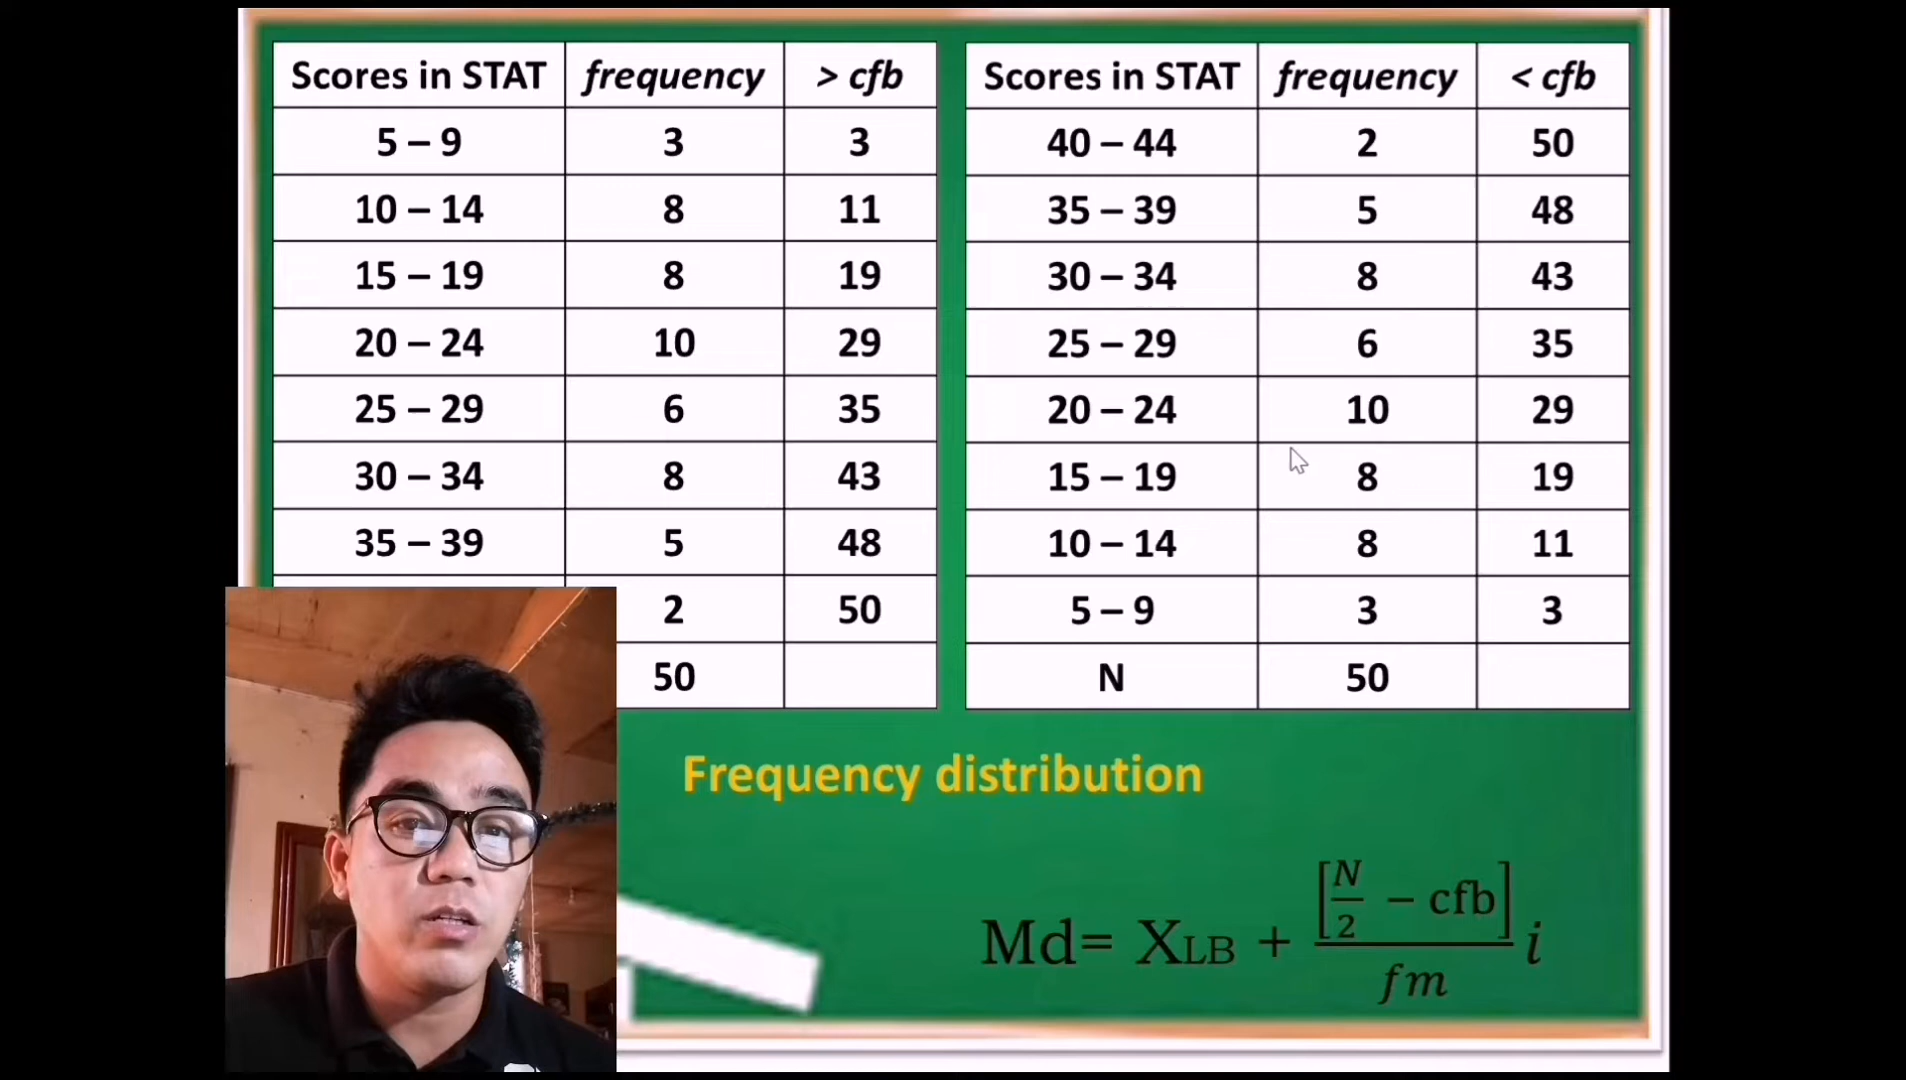 Scores in STAT frequency > cfb
5 – 9 3 3
10 – 14 8 11
15 – 19 8 19
20 – 24 10 29
25 – 29 6 35
30 – 34 8 43
35 – 39 5 48
2 50
50
Scores in STAT frequency < cfb
40 – 44 2 50
35 – 39 5 48
30 – 34 8 43
25 – 29 6 35
20 – 24 10 29
15 – 19 8 19
10 – 14 8 11
5 – 9 3 3
N 50
Frequency distribution
Md= XLB + [N/2 – cfb]/fm i